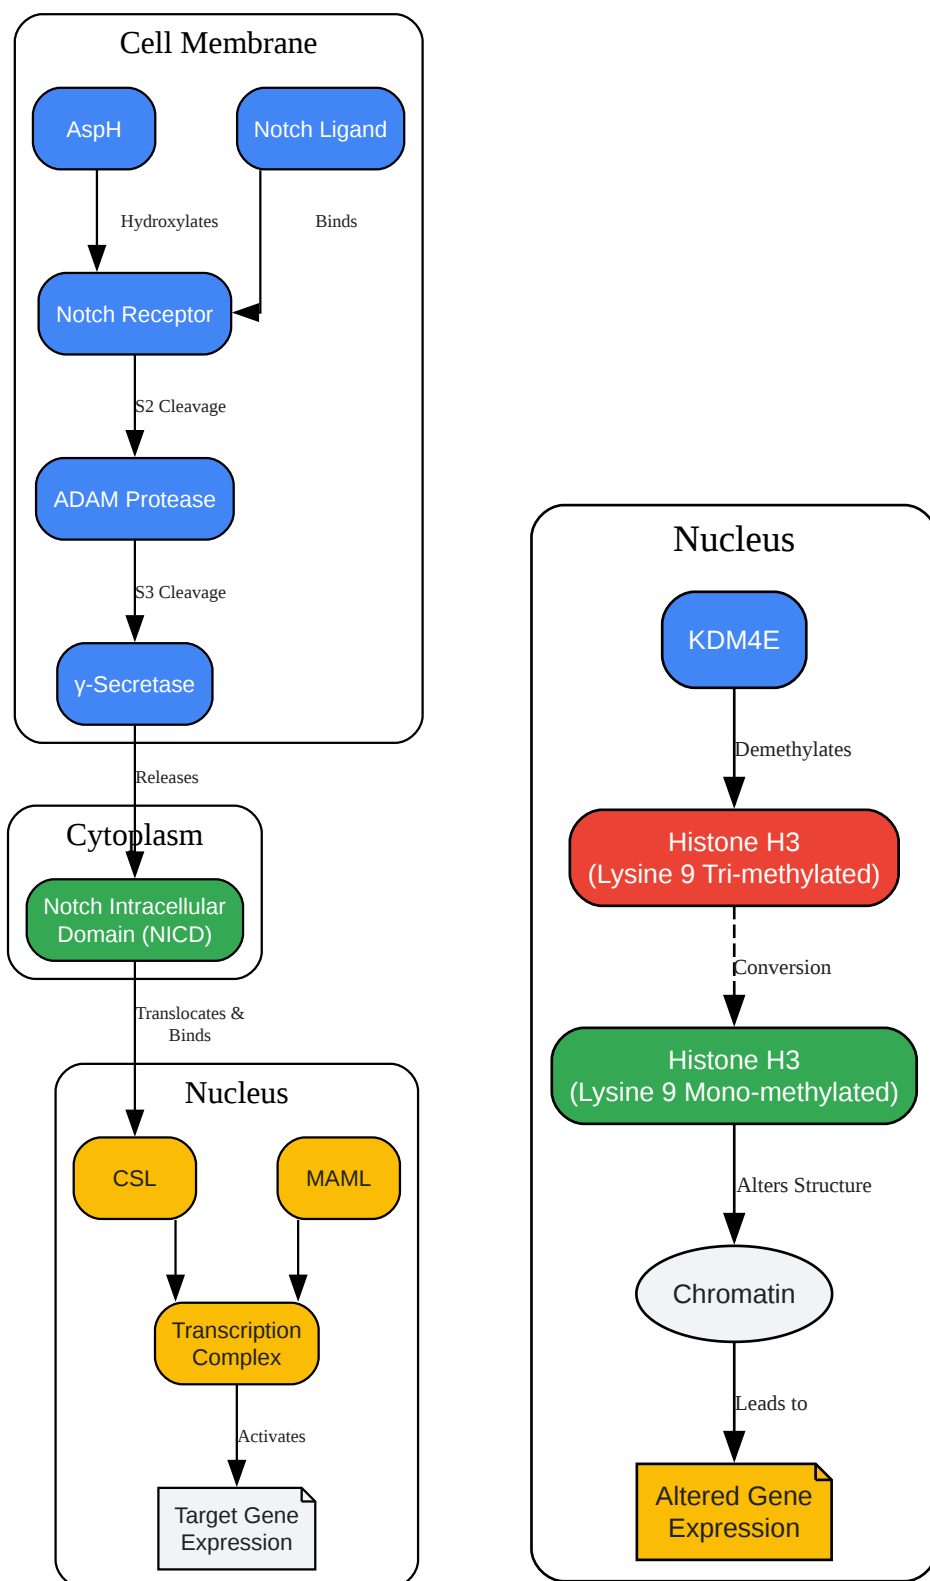 Cell Membrane
AspH
Notch Ligand
Hydroxylates
Binds
Notch Receptor
S2 Cleavage
ADAM Protease
S3 Cleavage
γ-Secretase
Releases
Cytoplasm
Notch Intracellular
Domain (NICD)
Translocates &
Binds
Nucleus
CSL
MAML
Transcription
Complex
Activates
Target Gene
Expression
Nucleus
KDM4E
Demethylates
Histone H3
(Lysine 9 Tri-methylated)
Conversion
Histone H3
(Lysine 9 Mono-methylated)
Alters Structure
Chromatin
Leads to
Altered Gene
Expression